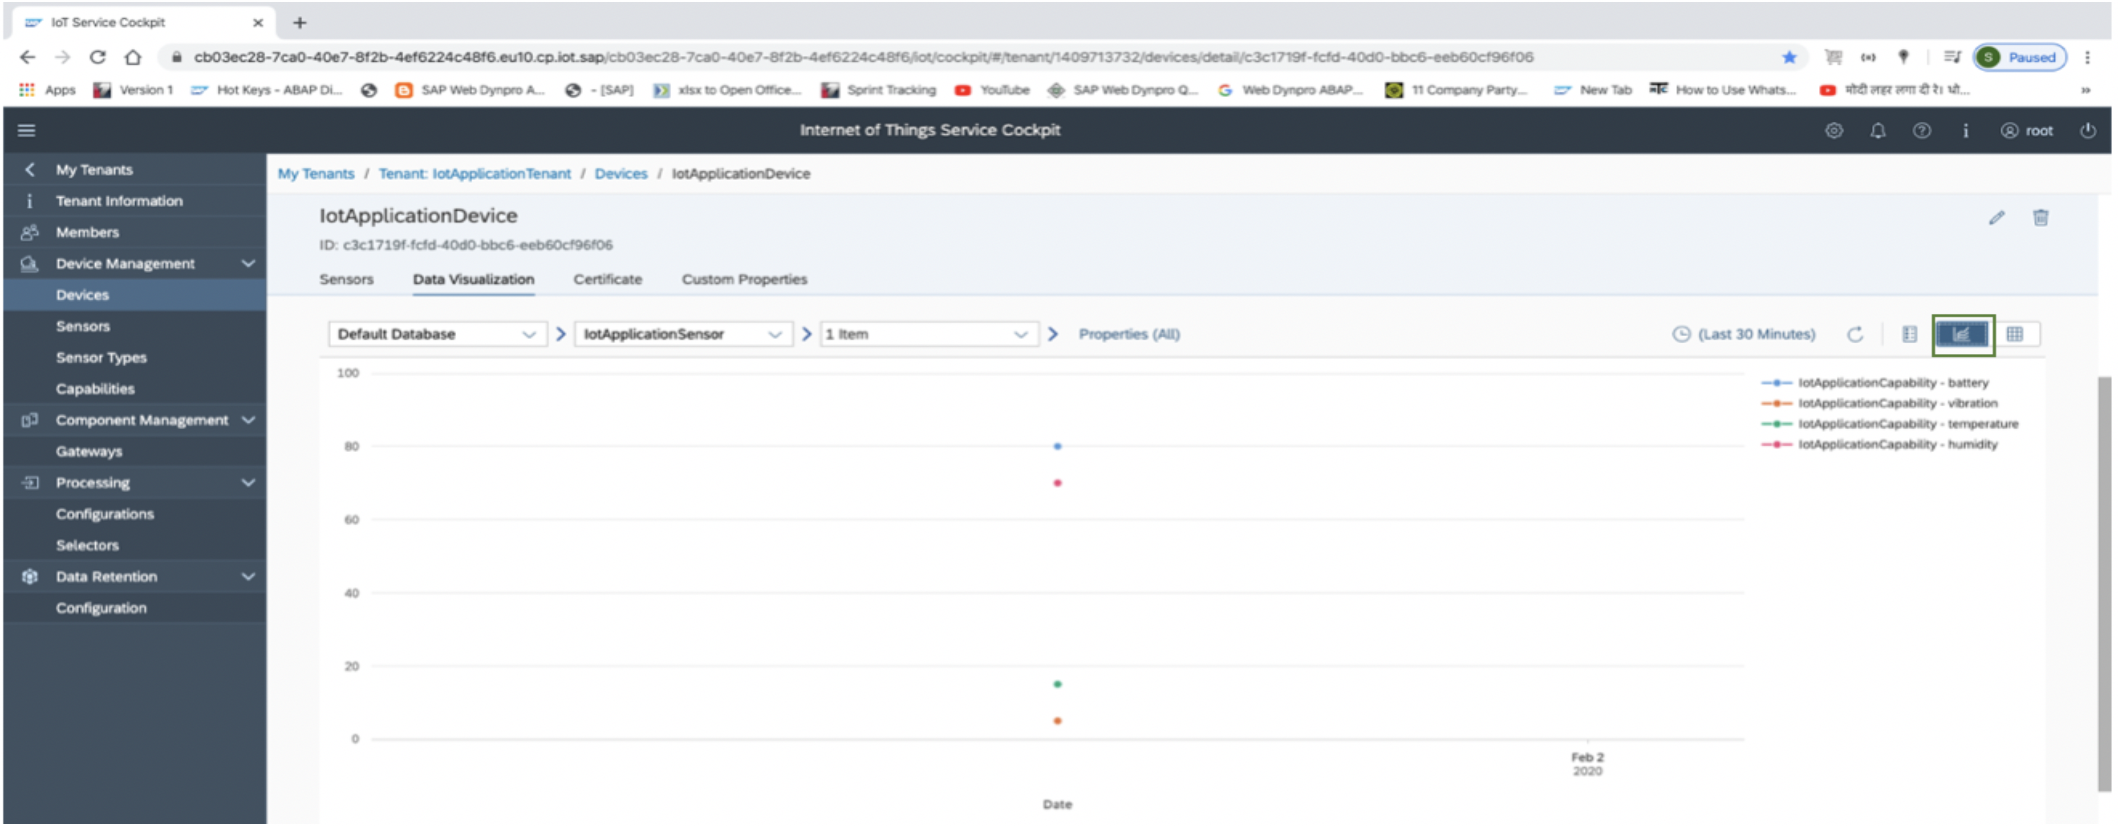 IoT Service Cockpit
cb03ec28-7ca0-40e7-8f2b-4ef6224c48f6.eu10.cp.iot.sap/cb03ec28-7ca0-40e7-8f2b-4ef6224c48f6/iot/cockpit/#/tenant/1409713732/devices/detail/c3c1719f-fcfd-40d0-bbc6-eeb60cf96f06
S Paused
Apps Version 1 Hot Keys - ABAP Di... SAP Web Dynpro A... - [SAP] xlsx to Open Office... Sprint Tracking YouTube SAP Web Dynpro Q... Web Dynpro ABAP... 11 Company Party... New Tab How to Use Whats... मोदी लहर लगा दी रे। धो...
Internet of Things Service Cockpit
root
My Tenants
Tenant Information
Members
Device Management
Devices
Sensors
Sensor Types
Capabilities
Component Management
Gateways
Processing
Configurations
Selectors
Data Retention
Configuration
My Tenants / Tenant: IotApplicationTenant / Devices / IotApplicationDevice
IotApplicationDevice
ID: c3c1719f-fcfd-40d0-bbc6-eeb60cf96f06
Sensors Data Visualization Certificate Custom Properties
Default Database IotApplicationSensor 1 Item Properties (All) (Last 30 Minutes)
100
80
60
40
20
0
IotApplicationCapability - battery
IotApplicationCapability - vibration
IotApplicationCapability - temperature
IotApplicationCapability - humidity
Feb 2
2020
Date